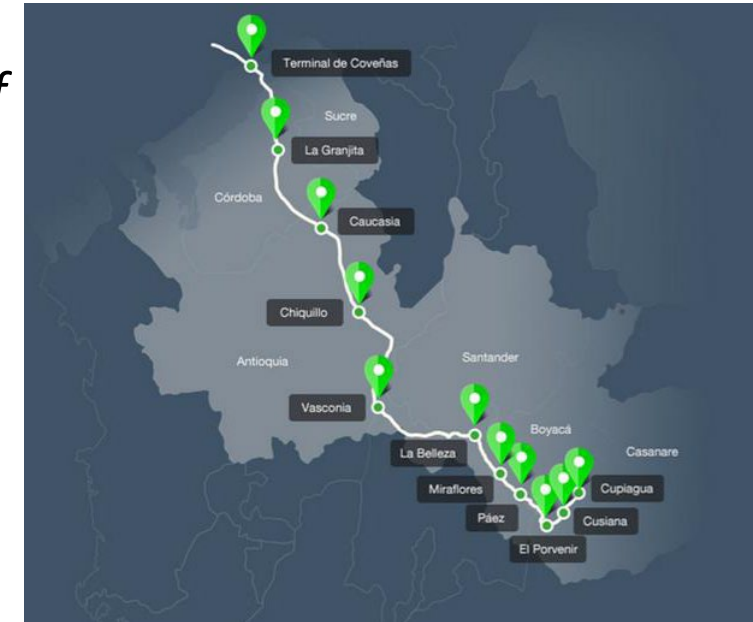 f
Terminal de Coveñas
Sucre
La Granjita
Córdoba
Caucasia
Chiquillo
Antioquia
Santander
Vasconia
Boyacá
La Belleza
Casanare
Miraflores
Cupiagua
Páez
Cusiana
El Porvenir